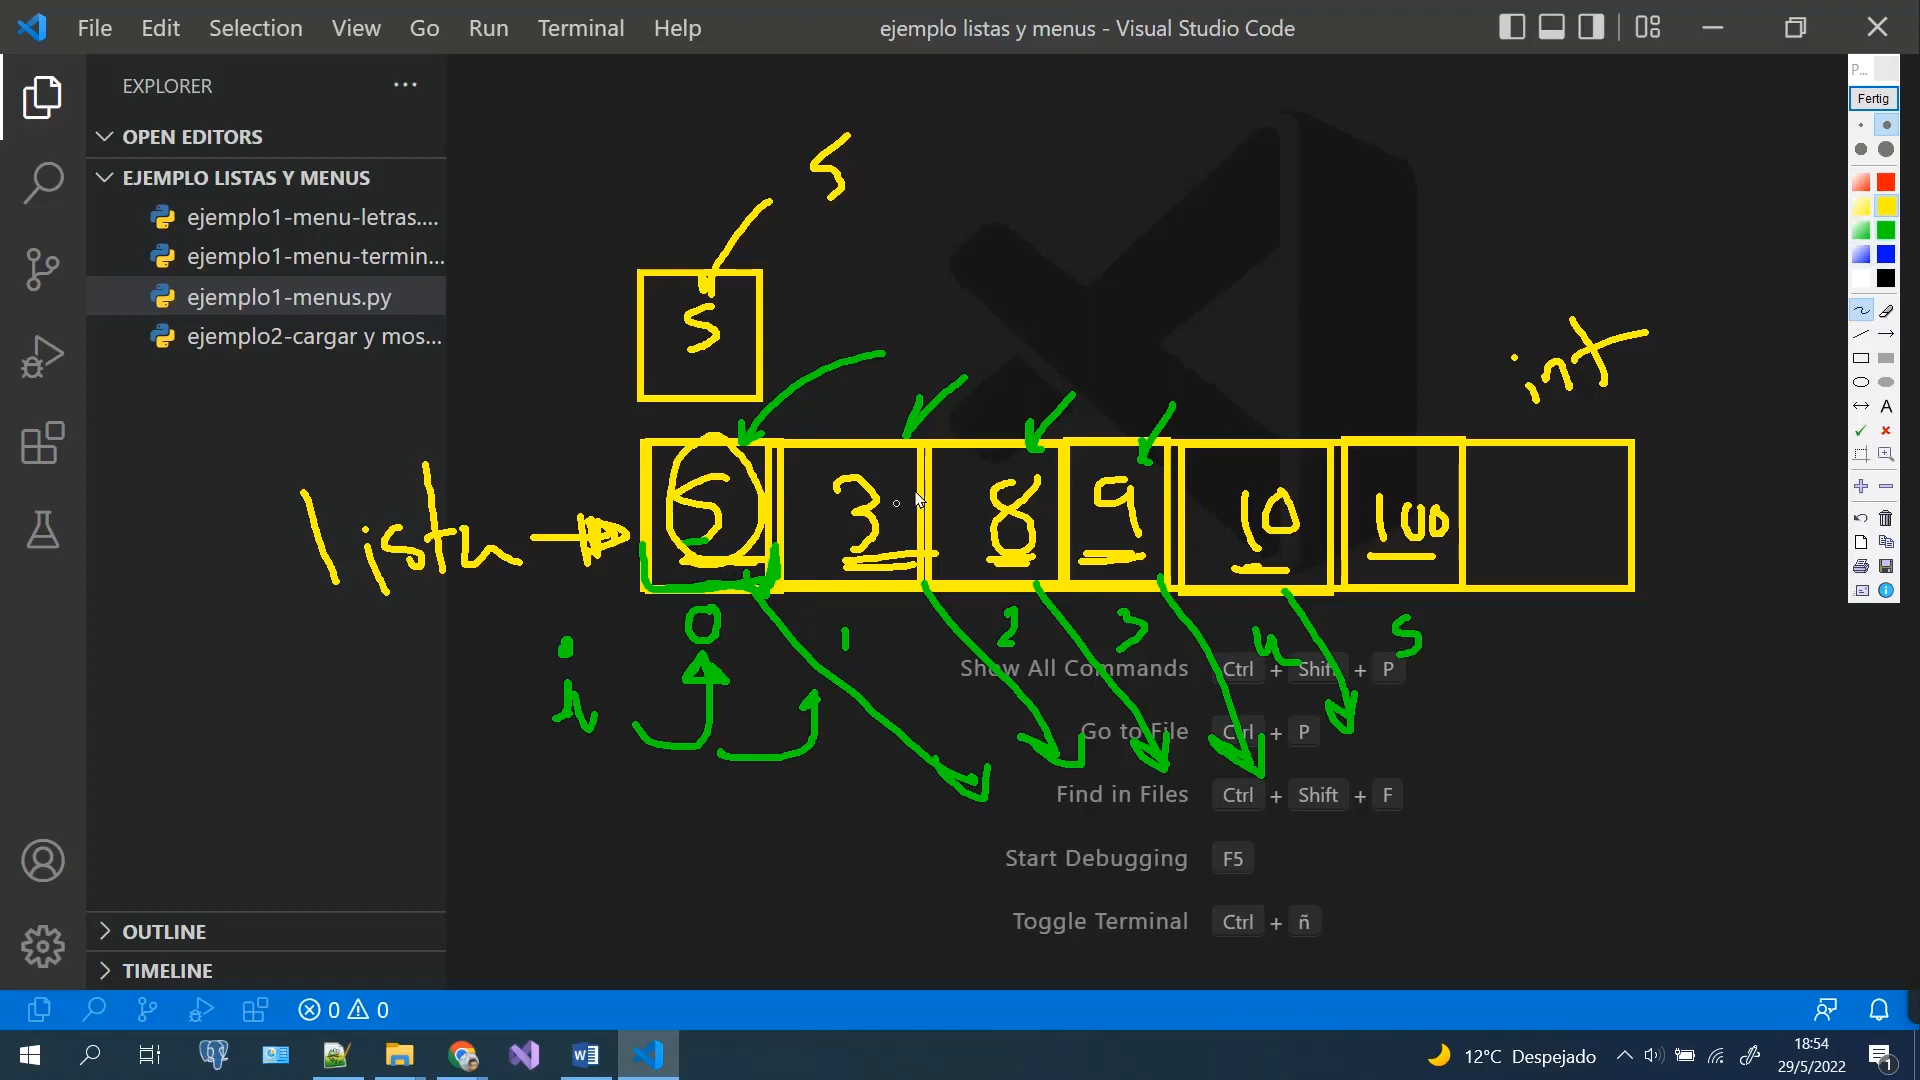 File Edit Selection View Go Run Terminal Help
ejemplo listas y menus - Visual Studio Code
P...
Fertig
EXPLORER
OPEN EDITORS
EJEMPLO LISTAS Y MENUS
ejemplo1-menu-letras....
ejemplo1-menu-termin...
ejemplo1-menus.py
ejemplo2-cargar y mos...
OUTLINE
TIMELINE
5
5
int
lista
5 3 8 9 10 100
0 1 2 3 4 5
i
Show All Commands Ctrl + Shift + P
Go to File Ctrl + P
Find in Files Ctrl + Shift + F
Start Debugging F5
Toggle Terminal Ctrl + ñ
A
0 0
12°C Despejado
18:54
29/5/2022
1